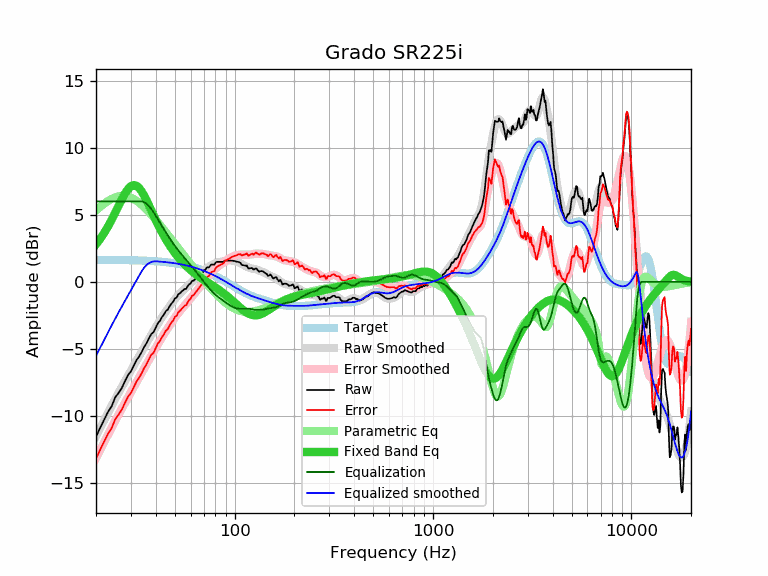 Grado SR225i
Amplitude (dBr)
15
10
5
0
−5
−10
−15
Target
Raw Smoothed
Error Smoothed
Raw
Error
Parametric Eq
Fixed Band Eq
Equalization
Equalized smoothed
100
1000
10000
Frequency (Hz)